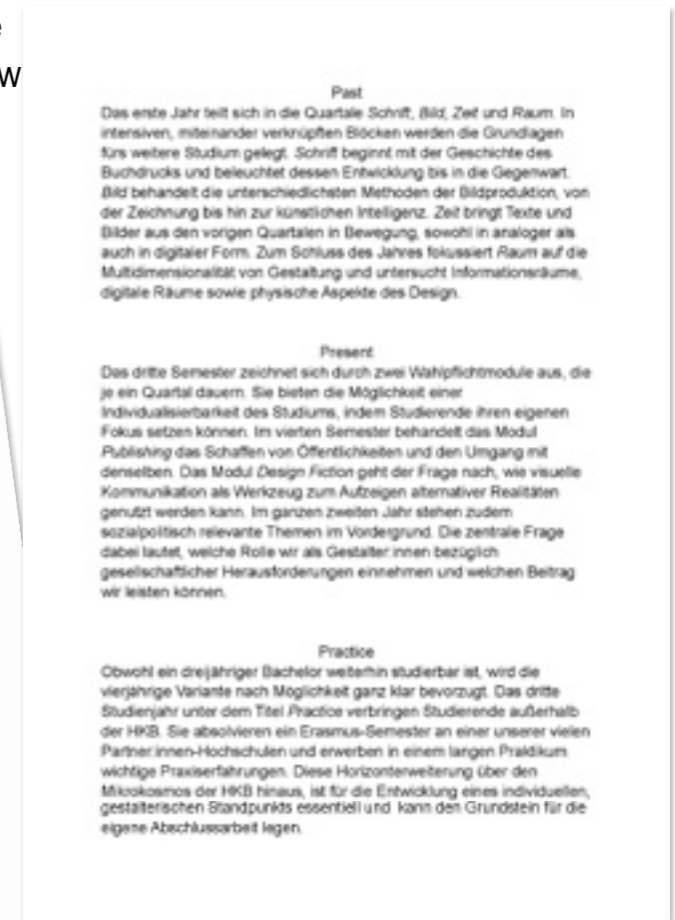 w
Past
Das erste Jahr teilt sich in die Quartale Schrift, Bild, Zeit und Raum. In
intensiven, miteinander verknüpften Blöcken werden die Grundlagen
fürs weitere Studium gelegt. Schrift beginnt mit der Geschichte des
Buchdrucks und beleuchtet dessen Entwicklung bis in die Gegenwart.
Bild behandelt die unterschiedlichsten Methoden der Bildproduktion, von
der Zeichnung bis hin zur künstlichen Intelligenz. Zeit bringt Texte und
Bilder aus den vorigen Quartalen in Bewegung, sowohl in analoger als
auch in digitaler Form. Zum Schluss des Jahres fokussiert Raum auf die
Multidimensionalität von Gestaltung und untersucht Informationsräume,
digitale Räume sowie physische Aspekte des Design.
Present
Das dritte Semester zeichnet sich durch zwei Wahlpflichtmodule aus, die
je ein Quartal dauern. Sie bieten die Möglichkeit einer
Individualisierbarkeit des Studiums, indem Studierende ihren eigenen
Fokus setzen können. Im vierten Semester behandelt das Modul
Publishing das Schaffen von Öffentlichkeiten und den Umgang mit
denselben. Das Modul Design Fiction geht der Frage nach, wie visuelle
Kommunikation als Werkzeug zum Aufzeigen alternativer Realitäten
genutzt werden kann. Im ganzen zweiten Jahr stehen zudem
sozialpolitisch relevante Themen im Vordergrund. Die zentrale Frage
dabei lautet, welche Rolle wir als Gestalter:innen bezüglich
gesellschaftlicher Herausforderungen einnehmen und welchen Beitrag
wir leisten können.
Practice
Obwohl ein dreijähriger Bachelor weiterhin studierbar ist, wird die
vierjährige Variante nach Möglichkeit ganz klar bevorzugt. Das dritte
Studienjahr unter dem Titel Practice verbringen Studierende außerhalb
der HKB. Sie absolvieren ein Erasmus-Semester an einer unserer vielen
Partner:innen-Hochschulen und erwerben in einem langen Praktikum
wichtige Praxiserfahrungen. Diese Horizonterweiterung über den
Mikrokosmos der HKB hinaus, ist für die Entwicklung eines individuellen,
gestalterischen Standpunkts essentiell und kann den Grundstein für die
eigene Abschlussarbeit legen.